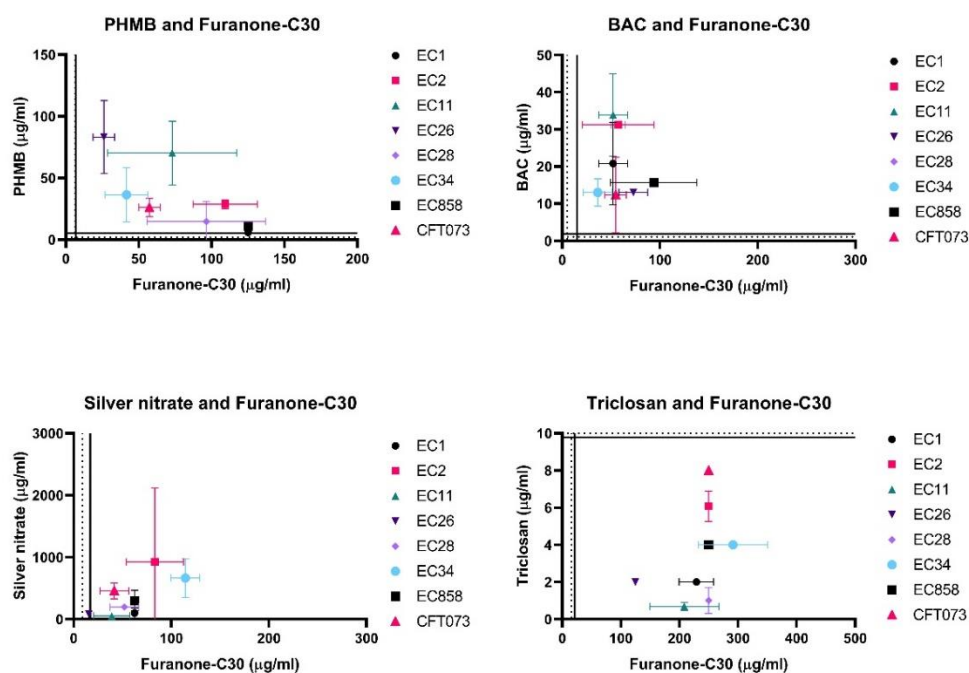 PHMB and Furanone-C30
PHMB (µg/ml)
150
100
50
0
0 50 100 150 200
Furanone-C30 (µg/ml)
EC1
EC2
EC11
EC26
EC28
EC34
EC858
CFT073
BAC and Furanone-C30
BAC (µg/ml)
50
40
30
20
10
0
0 100 200 300
Furanone-C30 (µg/ml)
EC1
EC2
EC11
EC26
EC28
EC34
EC858
CFT073
Silver nitrate and Furanone-C30
Silver nitrate (µg/ml)
3000
2000
1000
0
0 100 200 300
Furanone-C30 (µg/ml)
EC1
EC2
EC11
EC26
EC28
EC34
EC858
CFT073
Triclosan and Furanone-C30
Triclosan (µg/ml)
10
8
6
4
2
0
0 100 200 300 400 500
Furanone-C30 (µg/ml)
EC1
EC2
EC11
EC26
EC28
EC34
EC858
CFT073